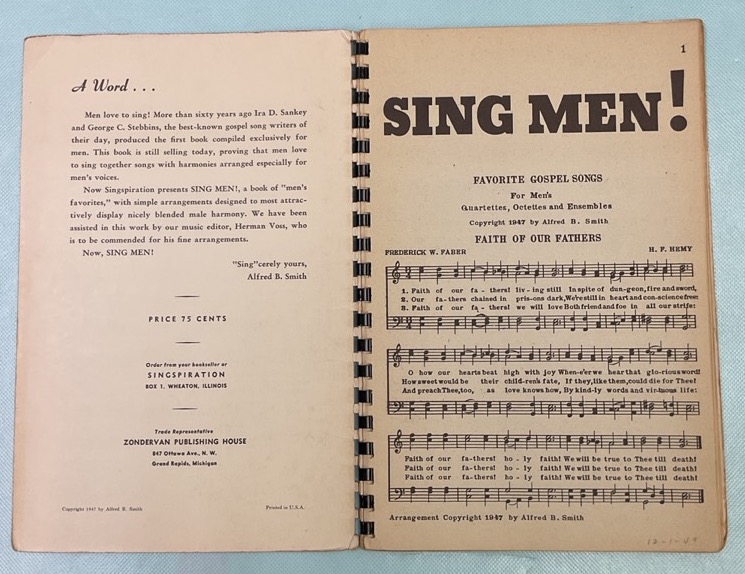 A Word . . .
Men love to sing! More than sixty years ago Ira D. Sankey
and George C. Stebbins, the best-known gospel song writers of
their day, produced the first book compiled exclusively for
men. This book is still selling today, proving that men love
to sing together songs with harmonies arranged especially for
men's voices.
Now Singspiration presents SING MEN!, a book of "men's
favorites," with simple arrangements designed to most attrac-
tively display nicely blended male harmony. We have been
assisted in this work by our music editor, Herman Voss, who
is to be commended for his fine arrangements.
Now, SING MEN!
"Sing"cerely yours,
Alfred B. Smith
PRICE 75 CENTS
Order from your bookseller or
SINGSPIRATION
BOX 1, WHEATON, ILLINOIS
Trade Representative
ZONDERVAN PUBLISHING HOUSE
847 Ottawa Ave., N. W.
Grand Rapids, Michigan
Copyright 1947 by Alfred B. Smith
Printed in U.S.A.
1
SING MEN!
FAVORITE GOSPEL SONGS
For Men's
Quartettes, Octettes and Ensembles
Copyright 1947 by Alfred B. Smith
FAITH OF OUR FATHERS
FREDERICK W. FABER
H. F. HEMY
1. Faith of our fa - thers! liv - ing still In spite of dun-geon, fire and sword,
2. Our fa-thers chained in pris-ons dark, We're still in heart and con-science free:
3. Faith of our fa - thers! we will love Both friend and foe in all our strife:
O how our hearts beat high with joy When-e'er we hear that glo-rious word!
How sweet would be their chil-dren's fate, If they, like them, could die for Thee!
And preach Thee, too, as love knows how, By kind-ly words and vir-tuous life:
Faith of our fa-thers! ho - ly faith! We will be true to Thee till death!
Faith of our fa-thers! ho - ly faith! We will be true to Thee till death!
Faith of our fa-thers! ho - ly faith! We will be true to Thee till death!
Arrangement Copyright 1947 by Alfred B. Smith